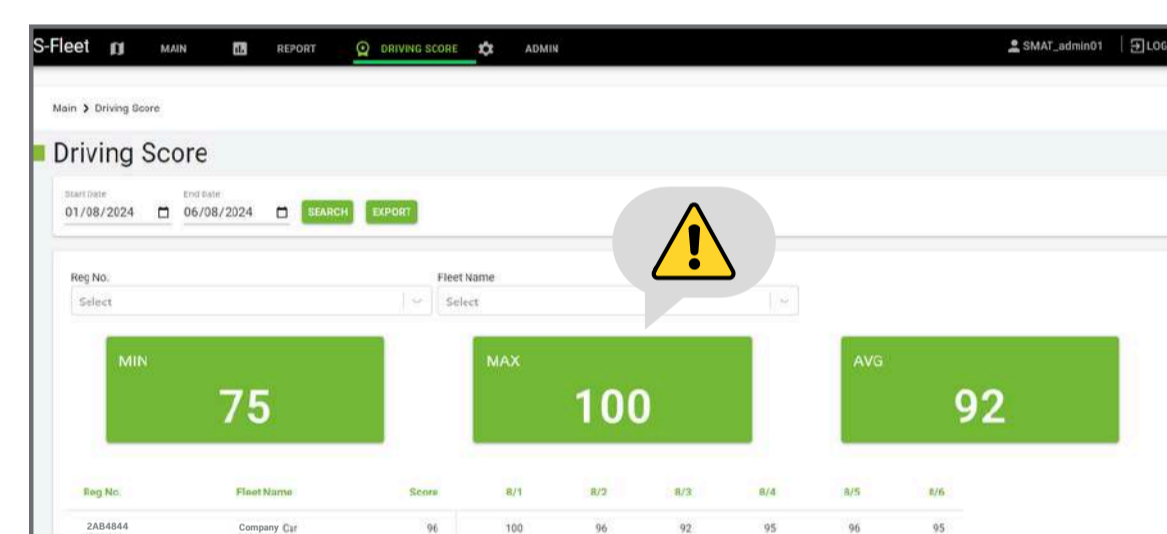 S-Fleet MAIN REPORT DRIVING SCORE ADMIN SMAT_admin01 LOG
Main > Driving Score
Driving Score
Start Date End Date
01/08/2024 06/08/2024 SEARCH EXPORT
Reg No. Fleet Name
Select Select
MIN MAX AVG
75 100 92
Reg No. Fleet Name Score 8/1 8/2 8/3 8/4 8/5 8/6
2AB4844 Company Car 96 100 96 92 95 96 95